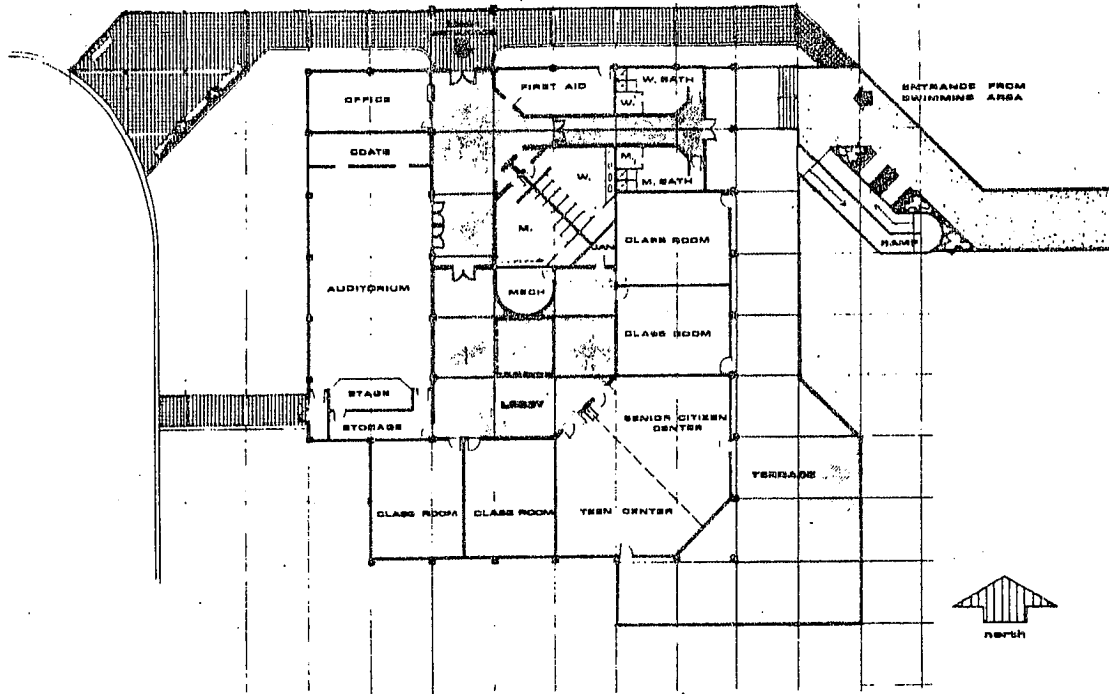 ENTRANCE FROM
SWIMMING AREA
OFFICE
FIRST AID
W. BATH
W.
COATS
M.
M. BATH
W.
M.
JAN
CLASS ROOM
RAMP
AUDITORIUM
MECH
CLASS ROOM
STAGE
LOBBY
STORAGE
SENIOR CITIZEN
CENTER
TERRACE
CLASS ROOM
CLASS ROOM
TEEN CENTER
north